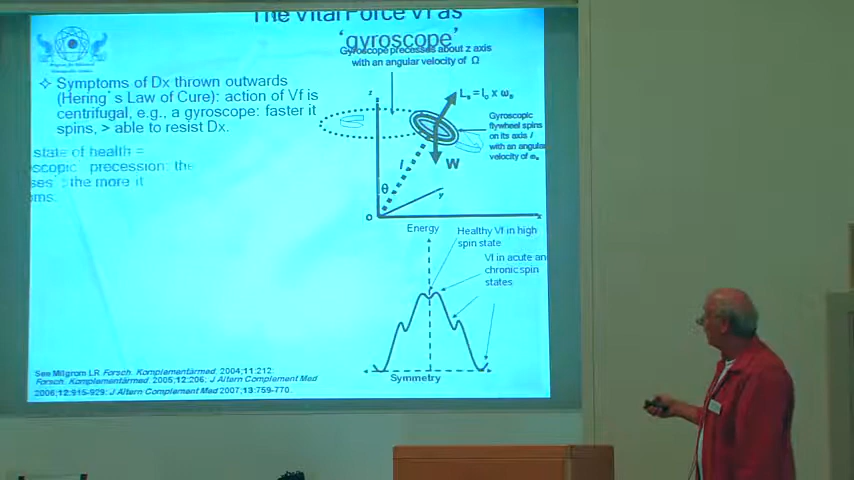 The Vital Force Vf as
'gyroscope'
Gyroscope precesses about z axis
with an angular velocity of Ω
✧ Symptoms of Dx thrown outwards
(Hering's Law of Cure): action of Vf is
centrifugal, e.g., a gyroscope: faster it
spins, > able to resist Dx.
state of health =
scopic precession: the
ses': the more it
oms.
z
Gyroscopic
flywheel spins
on its axis l
with an angular
velocity of
W
l
θ
y
O
x
Energy
Healthy Vf in high
spin state
Vf in acute an
chronic spin
states
Symmetry
See Milgrom LR Forsch. Komplementärmed. 2004;11:212;
Forsch. Komplementärmed. 2005;12:206; J Altern Complement Med
2006;12:915-929; J Altern Complement Med 2007;13:759-770.